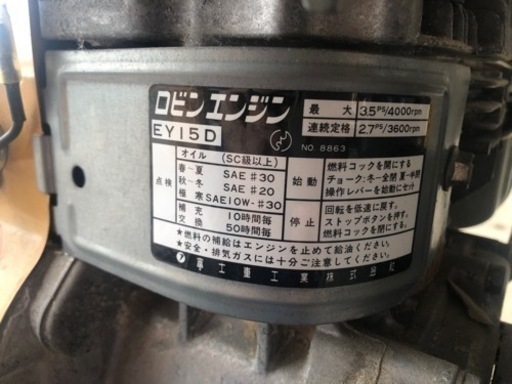 ロビンエンジン
EY15D
最大 3.5PS/4000rpm
連続定格 2.7PS/3600rpm
NO. 8863
点検
オイル (SC級以上)
春〜夏 SAE #30
秋〜冬 SAE #20
極寒 SAE10W-#30
補充 10時間毎
交換 50時間毎
始動
燃料コックを開にする
チョーク:冬-全閉 夏-半閉
操作レバーを始動にセット
停止
回転を低速に戻す。
ストップボタンを押す。
燃料コックを閉にする。
★燃料の補給はエンジンを止めて給油ください。
★安全・排気ガスには十分ご注意してください。
富士重工業株式会社